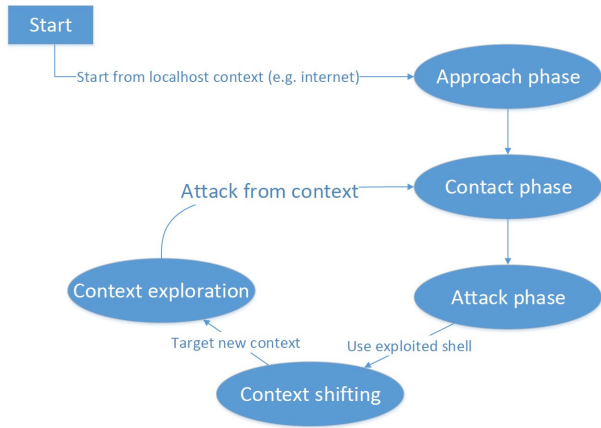 Start
Start from localhost context (e.g. internet)
Approach phase
Contact phase
Attack from context
Attack phase
Context exploration
Use exploited shell
Target new context
Context shifting